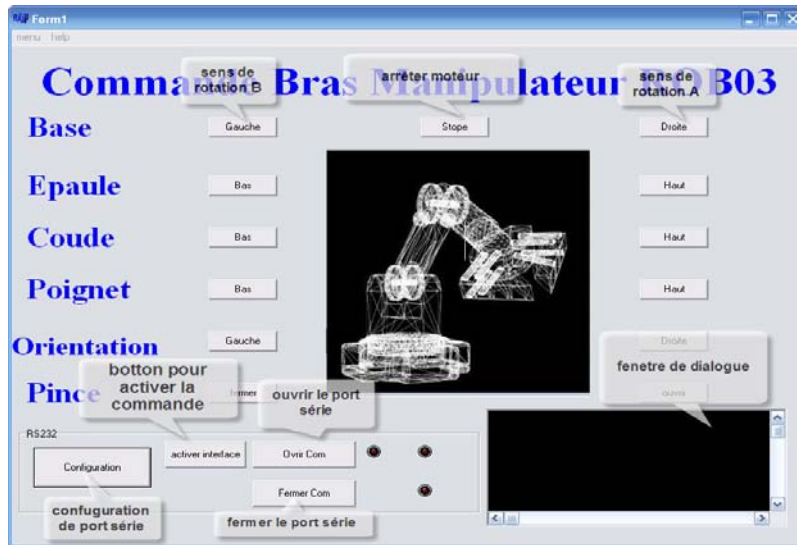 Form1
menu help
Commande Bras Manipulateur ROB03
sens de
rotation B
arrêter moteur
sens de
rotation A
Base
Gauche
Stope
Droite
Epaule
Bas
Haut
Coude
Bas
Haut
Poignet
Bas
Haut
Orientation
Gauche
Droite
botton pour
activer la
commande
fenetre de dialogue
Pince
fermer
ouvrir le port
série
ouvrir
RS232
Configuration
activer interface
Ovrir Com
Fermer Com
confuguration
de port série
fermer le port série